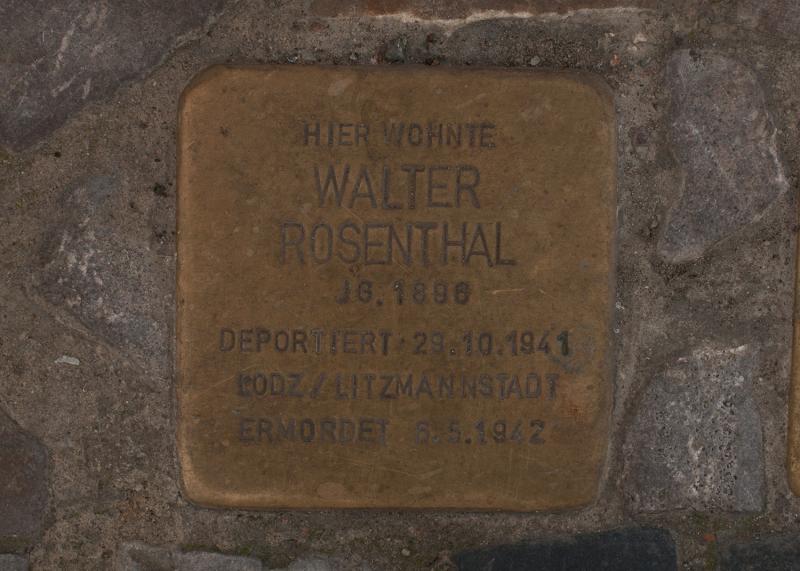 HIER WOHNTE
WALTER
ROSENTHAL
JG. 1896
DEPORTIERT 29.10.1941
LODZ / LITZMANNSTADT
ERMORDET 6.5.1942